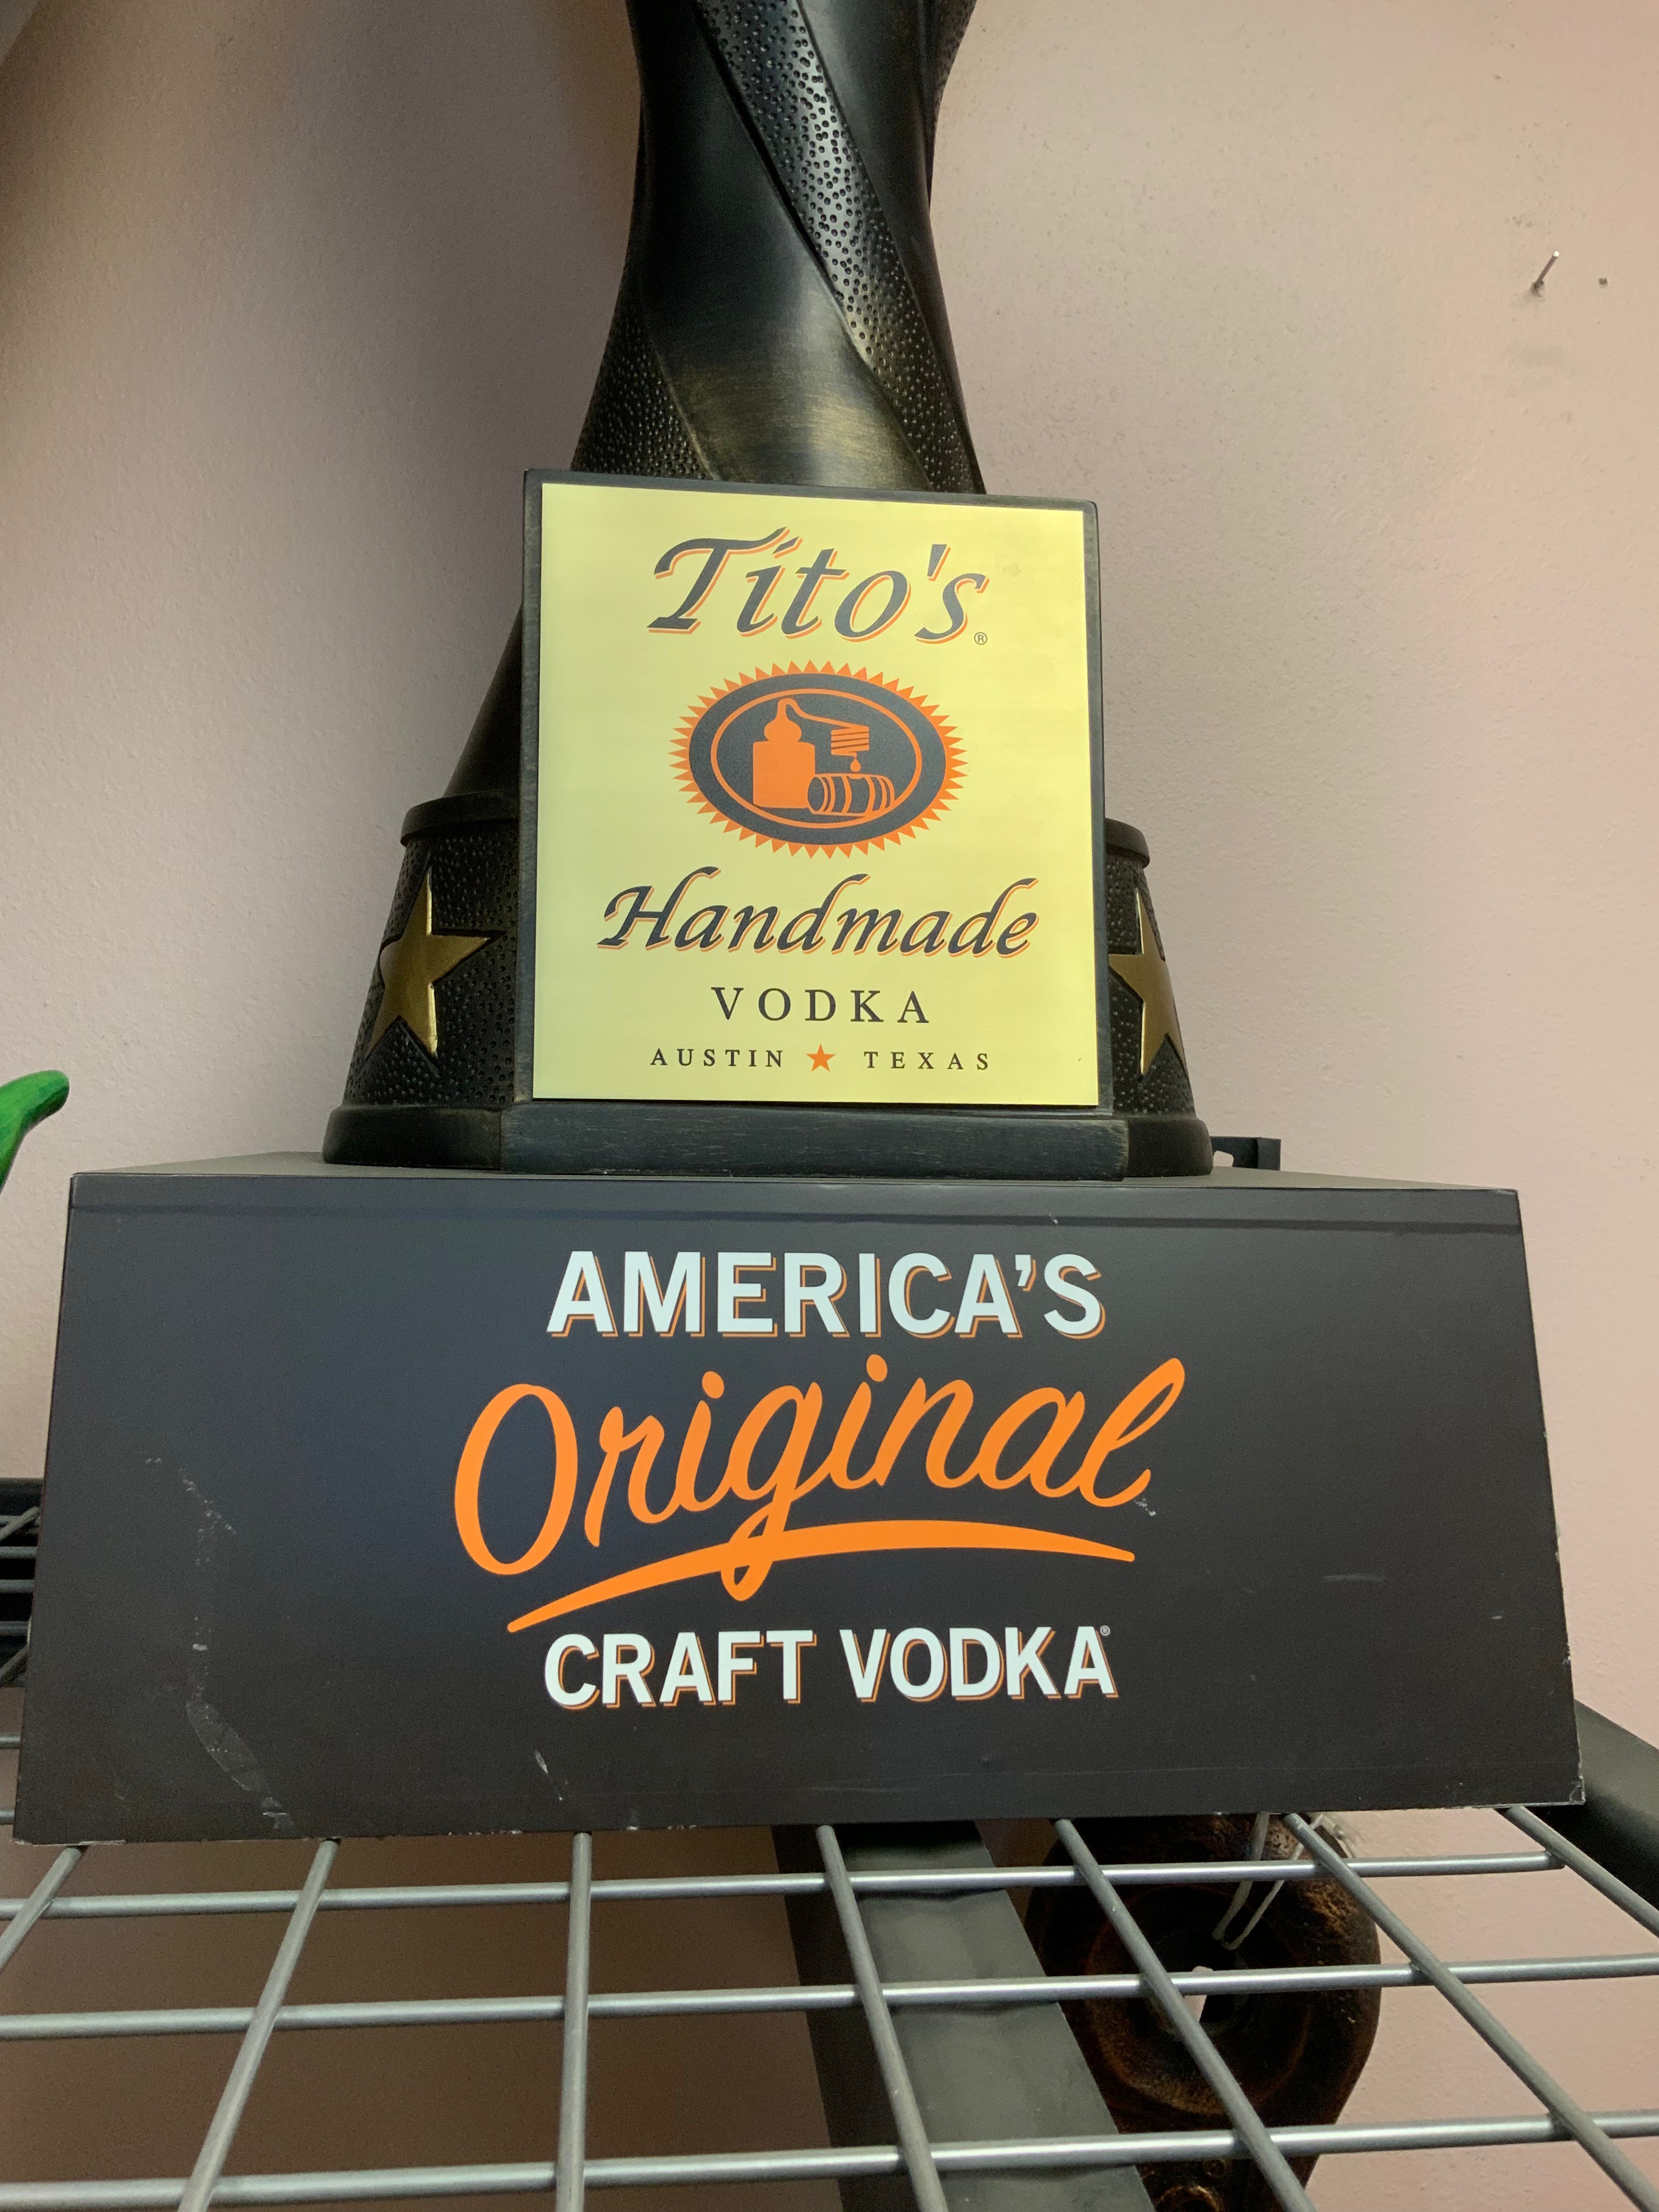 Tito's®
Handmade
VODKA
AUSTIN ★ TEXAS
AMERICA'S
Original
CRAFT VODKA®